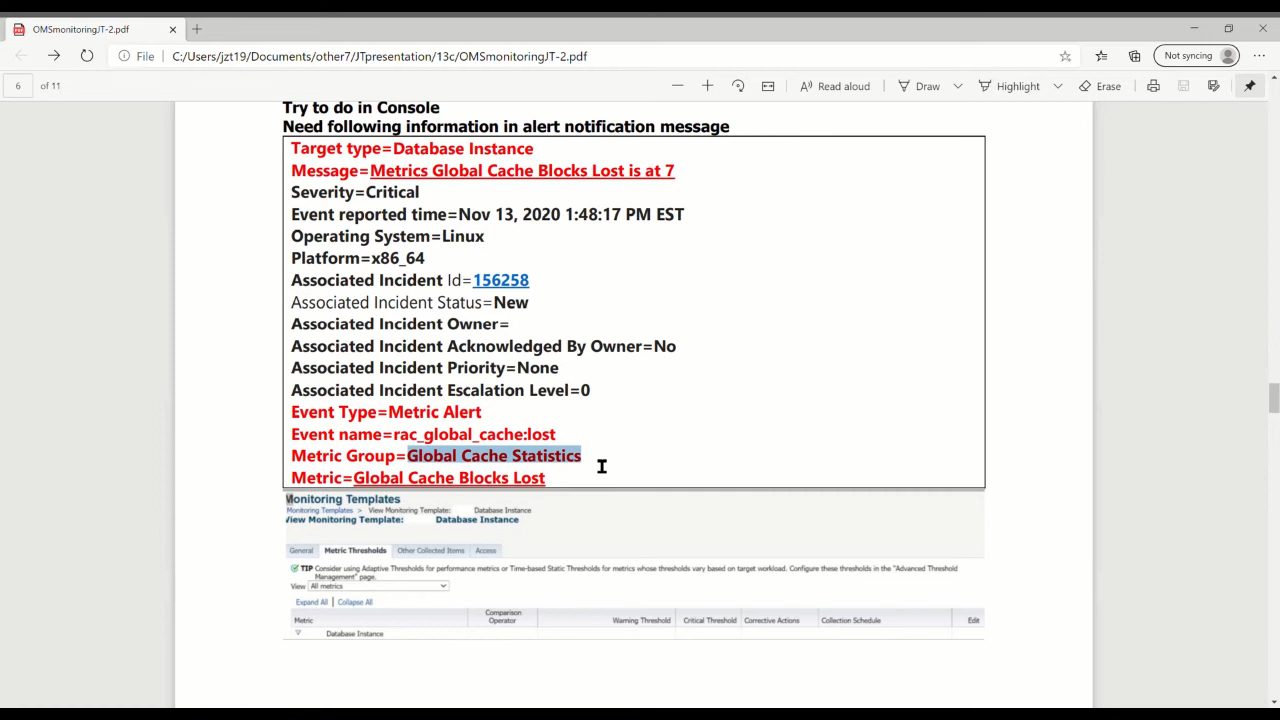 OMSmonitoringJT-2.pdf
File C:/Users/jzt19/Documents/other7/JTpresentation/13c/OMSmonitoringJT-2.pdf
Not syncing
6 of 11
Read aloud
Draw
Highlight
Erase
Try to do in Console
Need following information in alert notification message
Target type=Database Instance
Message=Metrics Global Cache Blocks Lost is at 7
Severity=Critical
Event reported time=Nov 13, 2020 1:48:17 PM EST
Operating System=Linux
Platform=x86_64
Associated Incident Id=156258
Associated Incident Status=New
Associated Incident Owner=
Associated Incident Acknowledged By Owner=No
Associated Incident Priority=None
Associated Incident Escalation Level=0
Event Type=Metric Alert
Event name=rac_global_cache:lost
Metric Group=Global Cache Statistics
Metric=Global Cache Blocks Lost
Monitoring Templates
Monitoring Templates > View Monitoring Template: Database Instance
View Monitoring Template: Database Instance
General Metric Thresholds Other Collected Items Access
TIP Consider using Adaptive Thresholds for performance metrics or Time-based Static Thresholds for metrics whose thresholds vary based on target workload. Configure these thresholds in the "Advanced Threshold
Management" page.
View All metrics
Expand All | Collapse All
Metric Comparison Operator Warning Threshold Critical Threshold Corrective Actions Collection Schedule Edit
Database Instance